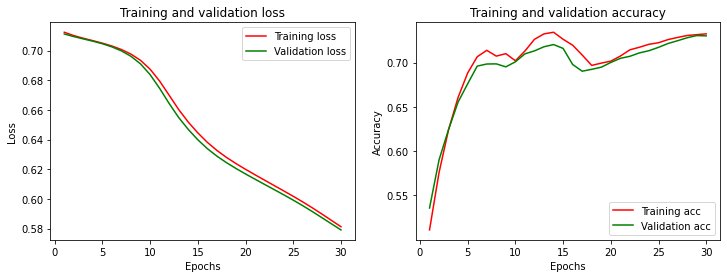 Training and validation loss
Training loss
Validation loss
0.70
0.68
0.66
0.64
0.62
0.60
0.58
Loss
0
5
10
15
20
25
30
Epochs
Training and validation accuracy
0.70
0.65
0.60
0.55
Accuracy
Training acc
Validation acc
0
5
10
15
20
25
30
Epochs